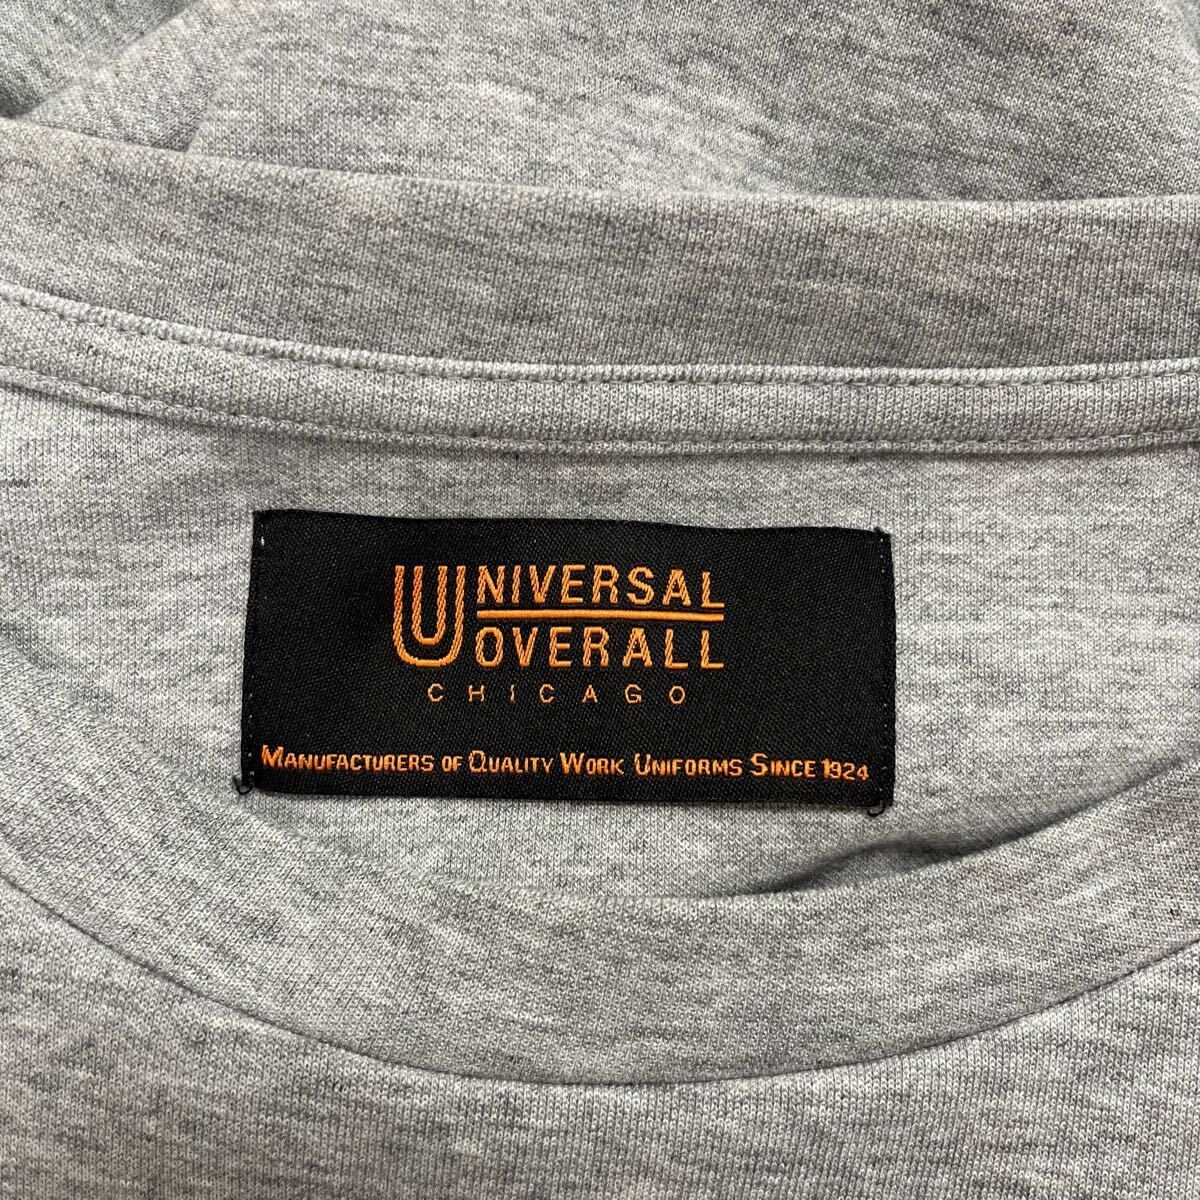 UNIVERSAL
OVERALL
CHICAGO
MANUFACTURERS OF QUALITY WORK UNIFORMS SINCE 1924